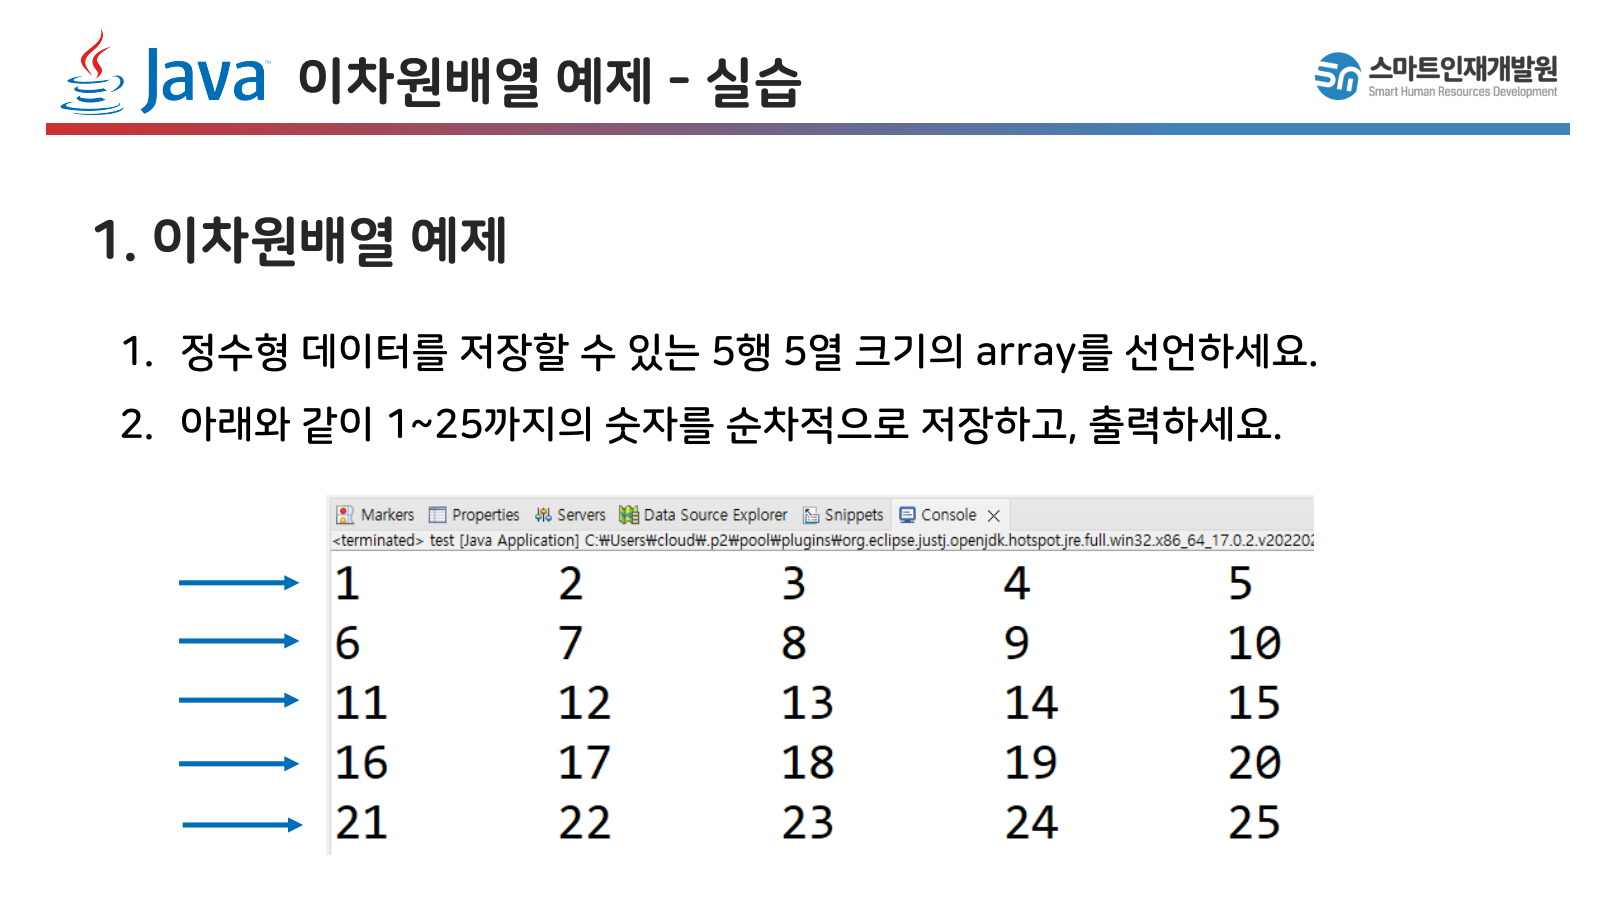 Java™ 이차원배열 예제 - 실습
스마트인재개발원
Smart Human Resources Development
1. 이차원배열 예제
1. 정수형 데이터를 저장할 수 있는 5행 5열 크기의 array를 선언하세요.
2. 아래와 같이 1~25까지의 숫자를 순차적으로 저장하고, 출력하세요.
Markers Properties Servers Data Source Explorer Snippets Console
<terminated> test [Java Application] C:₩Users₩cloud₩.p2₩pool₩plugins₩org.eclipse.justj.openjdk.hotspot.jre.full.win32.x86_64_17.0.2.v202202
1 2 3 4 5
6 7 8 9 10
11 12 13 14 15
16 17 18 19 20
21 22 23 24 25